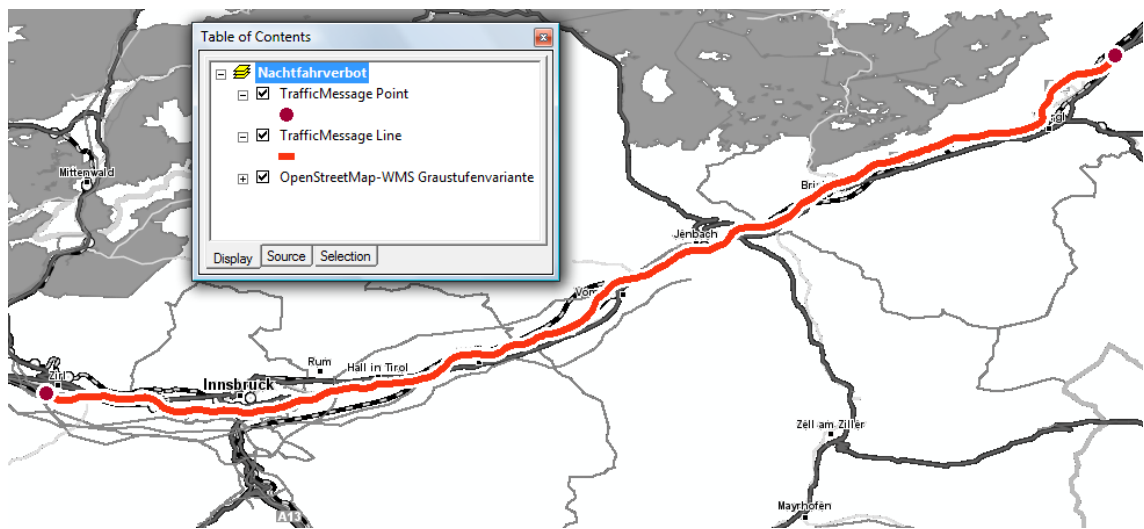 Table of Contents
Nachtfahrverbot
TrafficMessage Point
TrafficMessage Line
OpenStreetMap-WMS Graustufenvariante
Display Source Selection
Mittenwald
Jenbach
Rum
Hall in Tirol
Zirl
Innsbruck
Zell am Ziller
Mayrhofen
A13